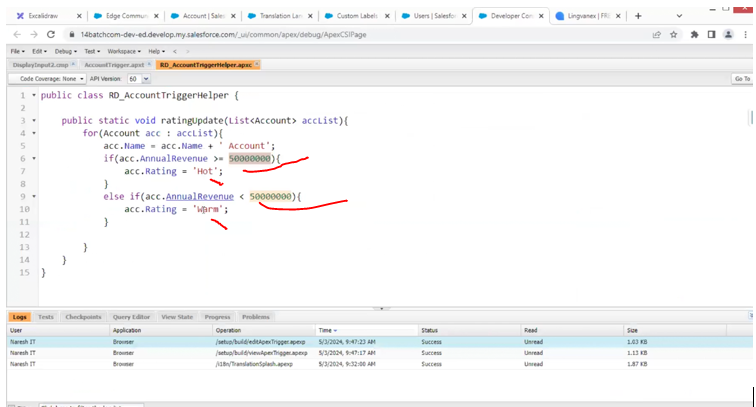 Excalidraw
Edge Commun
Account | Sales
Translation Lan
Custom Labels
Users | Salesfo
Developer Con
Lingvanex | FRE
14batchcom-dev-ed.develop.my.salesforce.com/_ui/common/apex/debug/ApexCSIPage
File Edit Debug Test Workspace Help < >
DisplayInput2.cmp AccountTrigger.apxt RD_AccountTriggerHelper.apxc
Code Coverage: None API Version: 60 Go To
1 public class RD_AccountTriggerHelper {
2
3 public static void ratingUpdate(List<Account> accList){
4 for(Account acc : accList){
5 acc.Name = acc.Name + ' Account';
6 if(acc.AnnualRevenue >= 50000000){
7 acc.Rating = 'Hot';
8 }
9 else if(acc.AnnualRevenue < 50000000){
10 acc.Rating = 'Warm';
11 }
12
13 }
14 }
15 }
Logs Tests Checkpoints Query Editor View State Progress Problems
User Application Operation Time Status Read Size
Naresh IT Browser /setup/build/editApexTrigger.apexp 5/3/2024, 9:47:23 AM Success Unread 1.03 KB
Naresh IT Browser /setup/build/viewApexTrigger.apexp 5/3/2024, 9:47:17 AM Success Unread 1.13 KB
Naresh IT Browser /i18n/TranslationSplash.apexp 5/3/2024, 9:32:00 AM Success Unread 1.87 KB